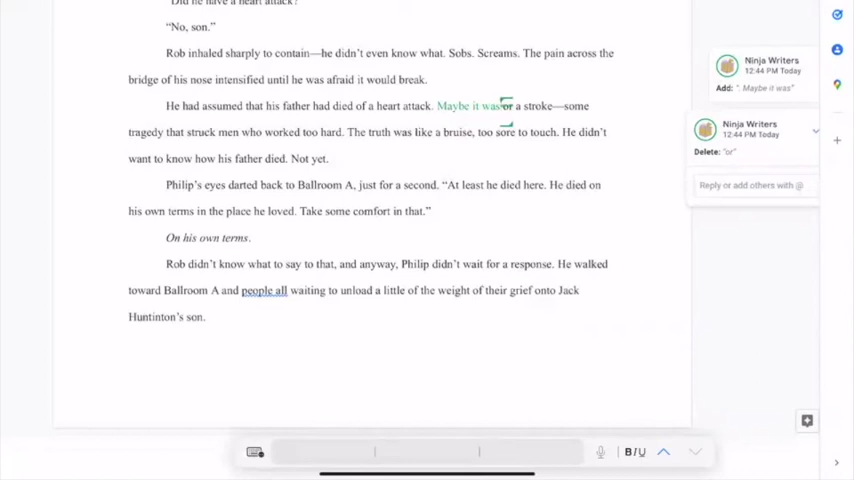 "Did he have a heart attack?"
"No, son."
Rob inhaled sharply to contain—he didn't even know what. Sobs. Screams. The pain across the
bridge of his nose intensified until he was afraid it would break.
He had assumed that his father had died of a heart attack. Maybe it was or a stroke—some
tragedy that struck men who worked too hard. The truth was like a bruise, too sore to touch. He didn't
want to know how his father died. Not yet.
Philip's eyes darted back to Ballroom A, just for a second. "At least he died here. He died on
his own terms in the place he loved. Take some comfort in that."
On his own terms.
Rob didn't know what to say to that, and anyway, Philip didn't wait for a response. He walked
toward Ballroom A and people all waiting to unload a little of the weight of their grief onto Jack
Huntinton's son.
Ninja Writers
12:44 PM Today
Add: ". Maybe it was"
Ninja Writers
12:44 PM Today
Delete: "or"
Reply or add others with @
B I U